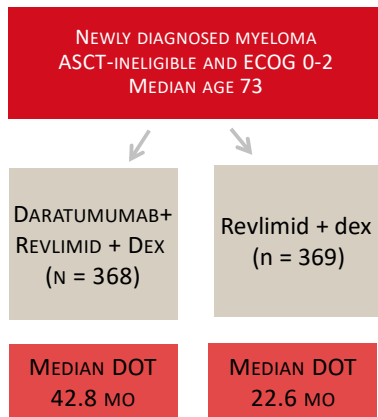 NEWLY DIAGNOSED MYELOMA
ASCT-INELIGIBLE AND ECOG 0-2
MEDIAN AGE 73
DARATUMUMAB+
REVLIMID + DEX
(N = 368)
Revlimid + dex
(n = 369)
MEDIAN DOT
42.8 MO
MEDIAN DOT
22.6 MO